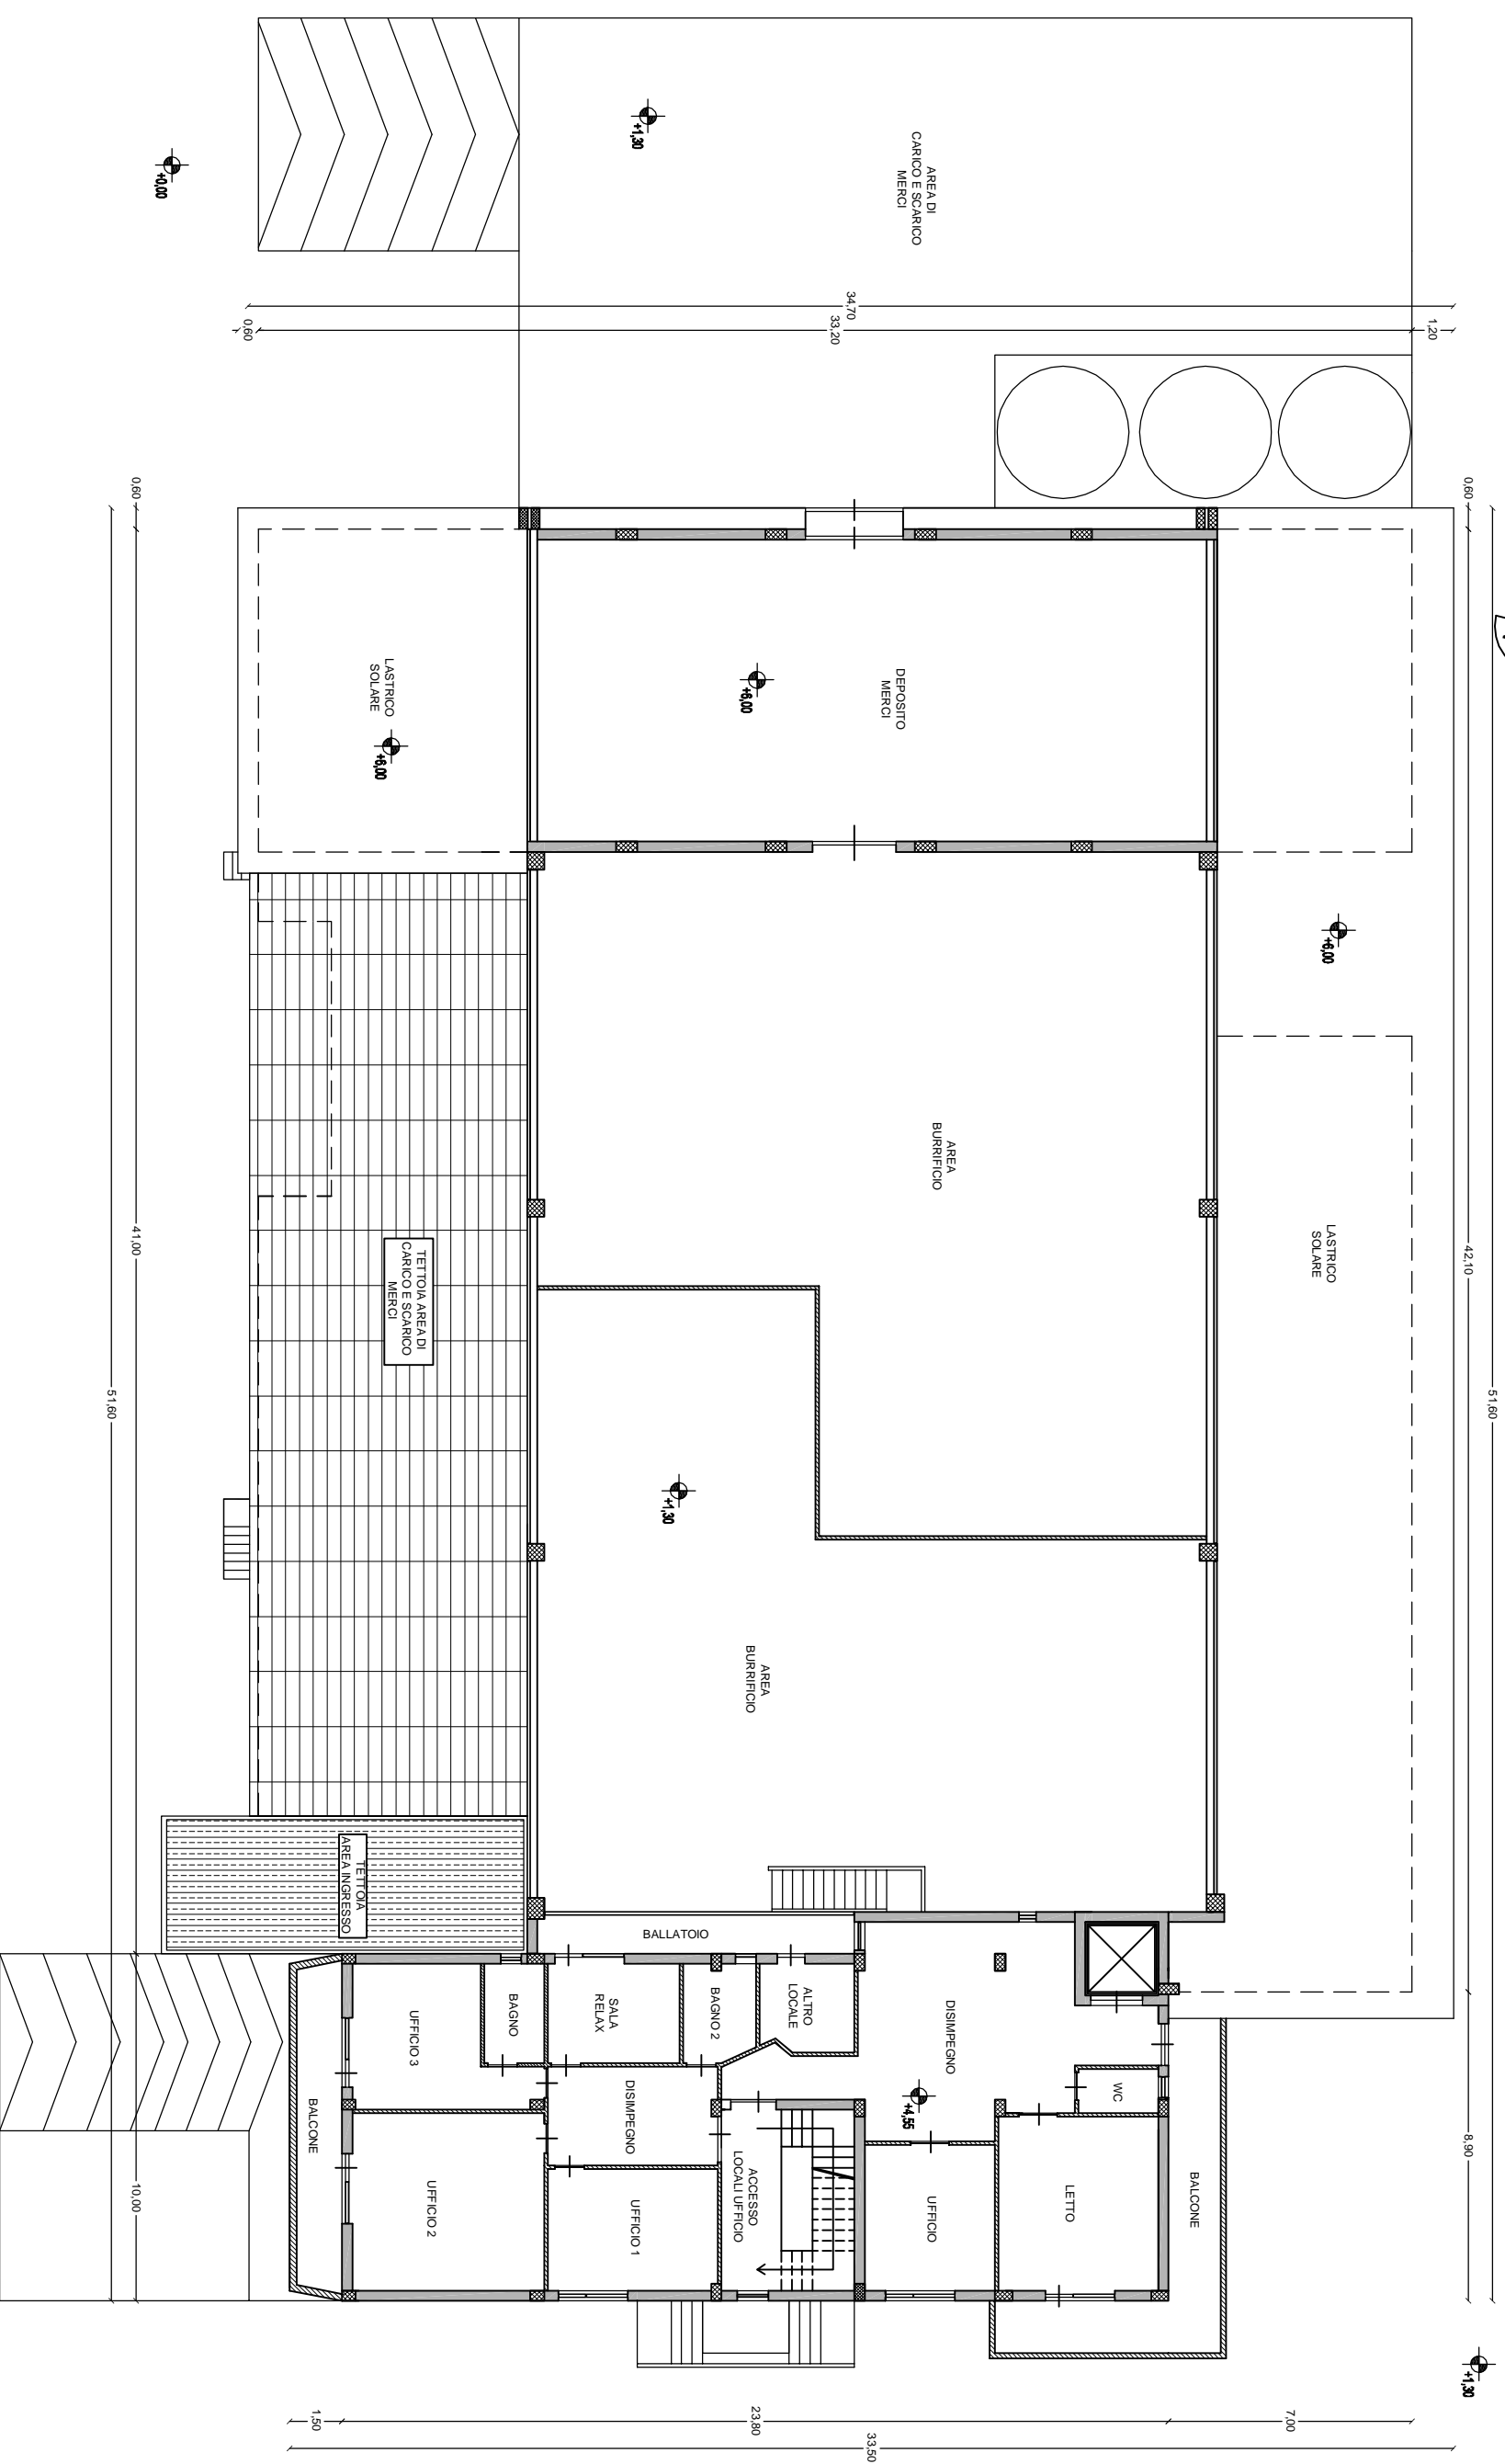 +0,00
+1,30
AREA DI
CARICO E SCARICO
MERCI
34,70
33,20
0,60
1,20
0,60
0,60
51,60
42,10
8,90
51,60
41,00
10,00
LASTRICO
SOLARE
+6,00
DEPOSITO
MERCI
+6,00
+6,00
LASTRICO
SOLARE
AREA
BURRIFICIO
TETTOIA AREA DI
CARICO E SCARICO
MERCI
+1,30
AREA
BURRIFICIO
TETTOIA
AREA INGRESSO
BALLATOIO
UFFICIO 3
BAGNO
SALA
RELAX
BAGNO 2
ALTRO
LOCALE
DISIMPEGNO
WC
+4,55
DISIMPEGNO
BALCONE
UFFICIO 2
UFFICIO 1
ACCESSO
LOCALI UFFICIO
UFFICIO
LETTO
BALCONE
+1,30
1,50
23,80
7,00
33,50